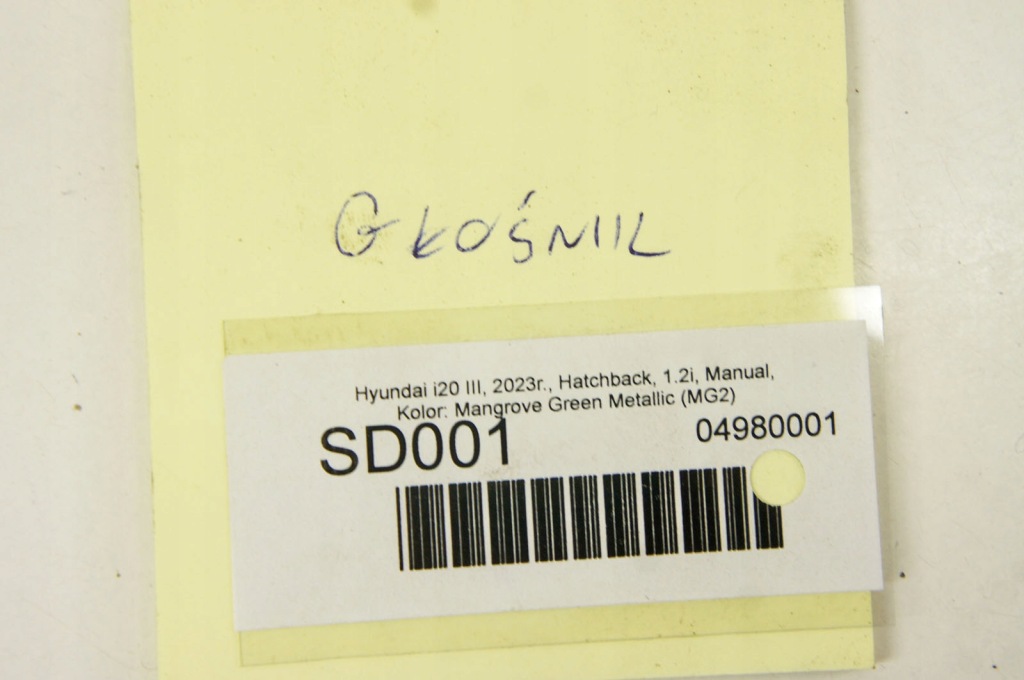 GŁOŚNIK
Hyundai i20 III, 2023r., Hatchback, 1.2i, Manual,
Kolor: Mangrove Green Metallic (MG2)
SD001
04980001